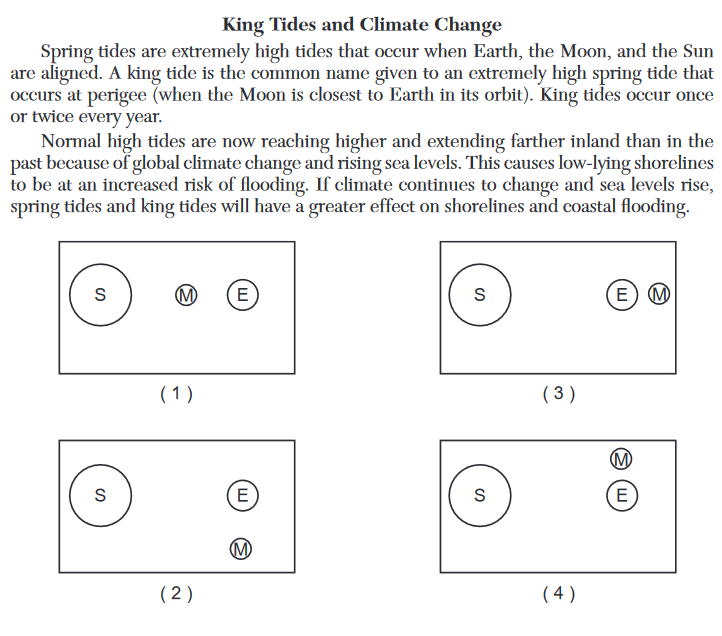 King Tides and Climate Change
Spring tides are extremely high tides that occur when Earth, the Moon, and the Sun
are aligned. A king tide is the common name given to an extremely high spring tide that
occurs at perigee (when the Moon is closest to Earth in its orbit). King tides occur once
or twice every year.
Normal high tides are now reaching higher and extending farther inland than in the
past because of global climate change and rising sea levels. This causes low-lying shorelines
to be at an increased risk of flooding. If climate continues to change and sea levels rise,
spring tides and king tides will have a greater effect on shorelines and coastal flooding.
S M E
( 1 )
S E M
( 3 )
S E
M
( 2 )
M
S E
( 4 )